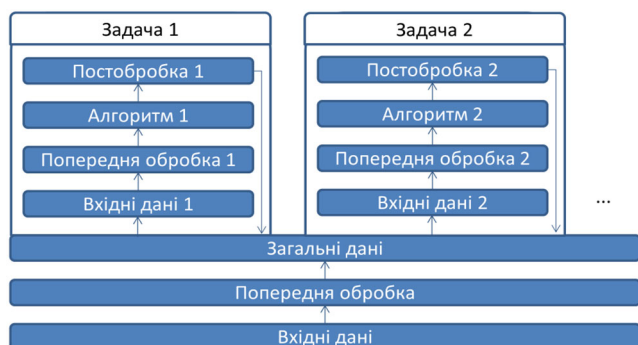 Задача 1
Постобробка 1
Алгоритм 1
Попередня обробка 1
Вхідні дані 1
Задача 2
Постобробка 2
Алгоритм 2
Попередня обробка 2
Вхідні дані 2
...
Загальні дані
Попередня обробка
Вхідні дані